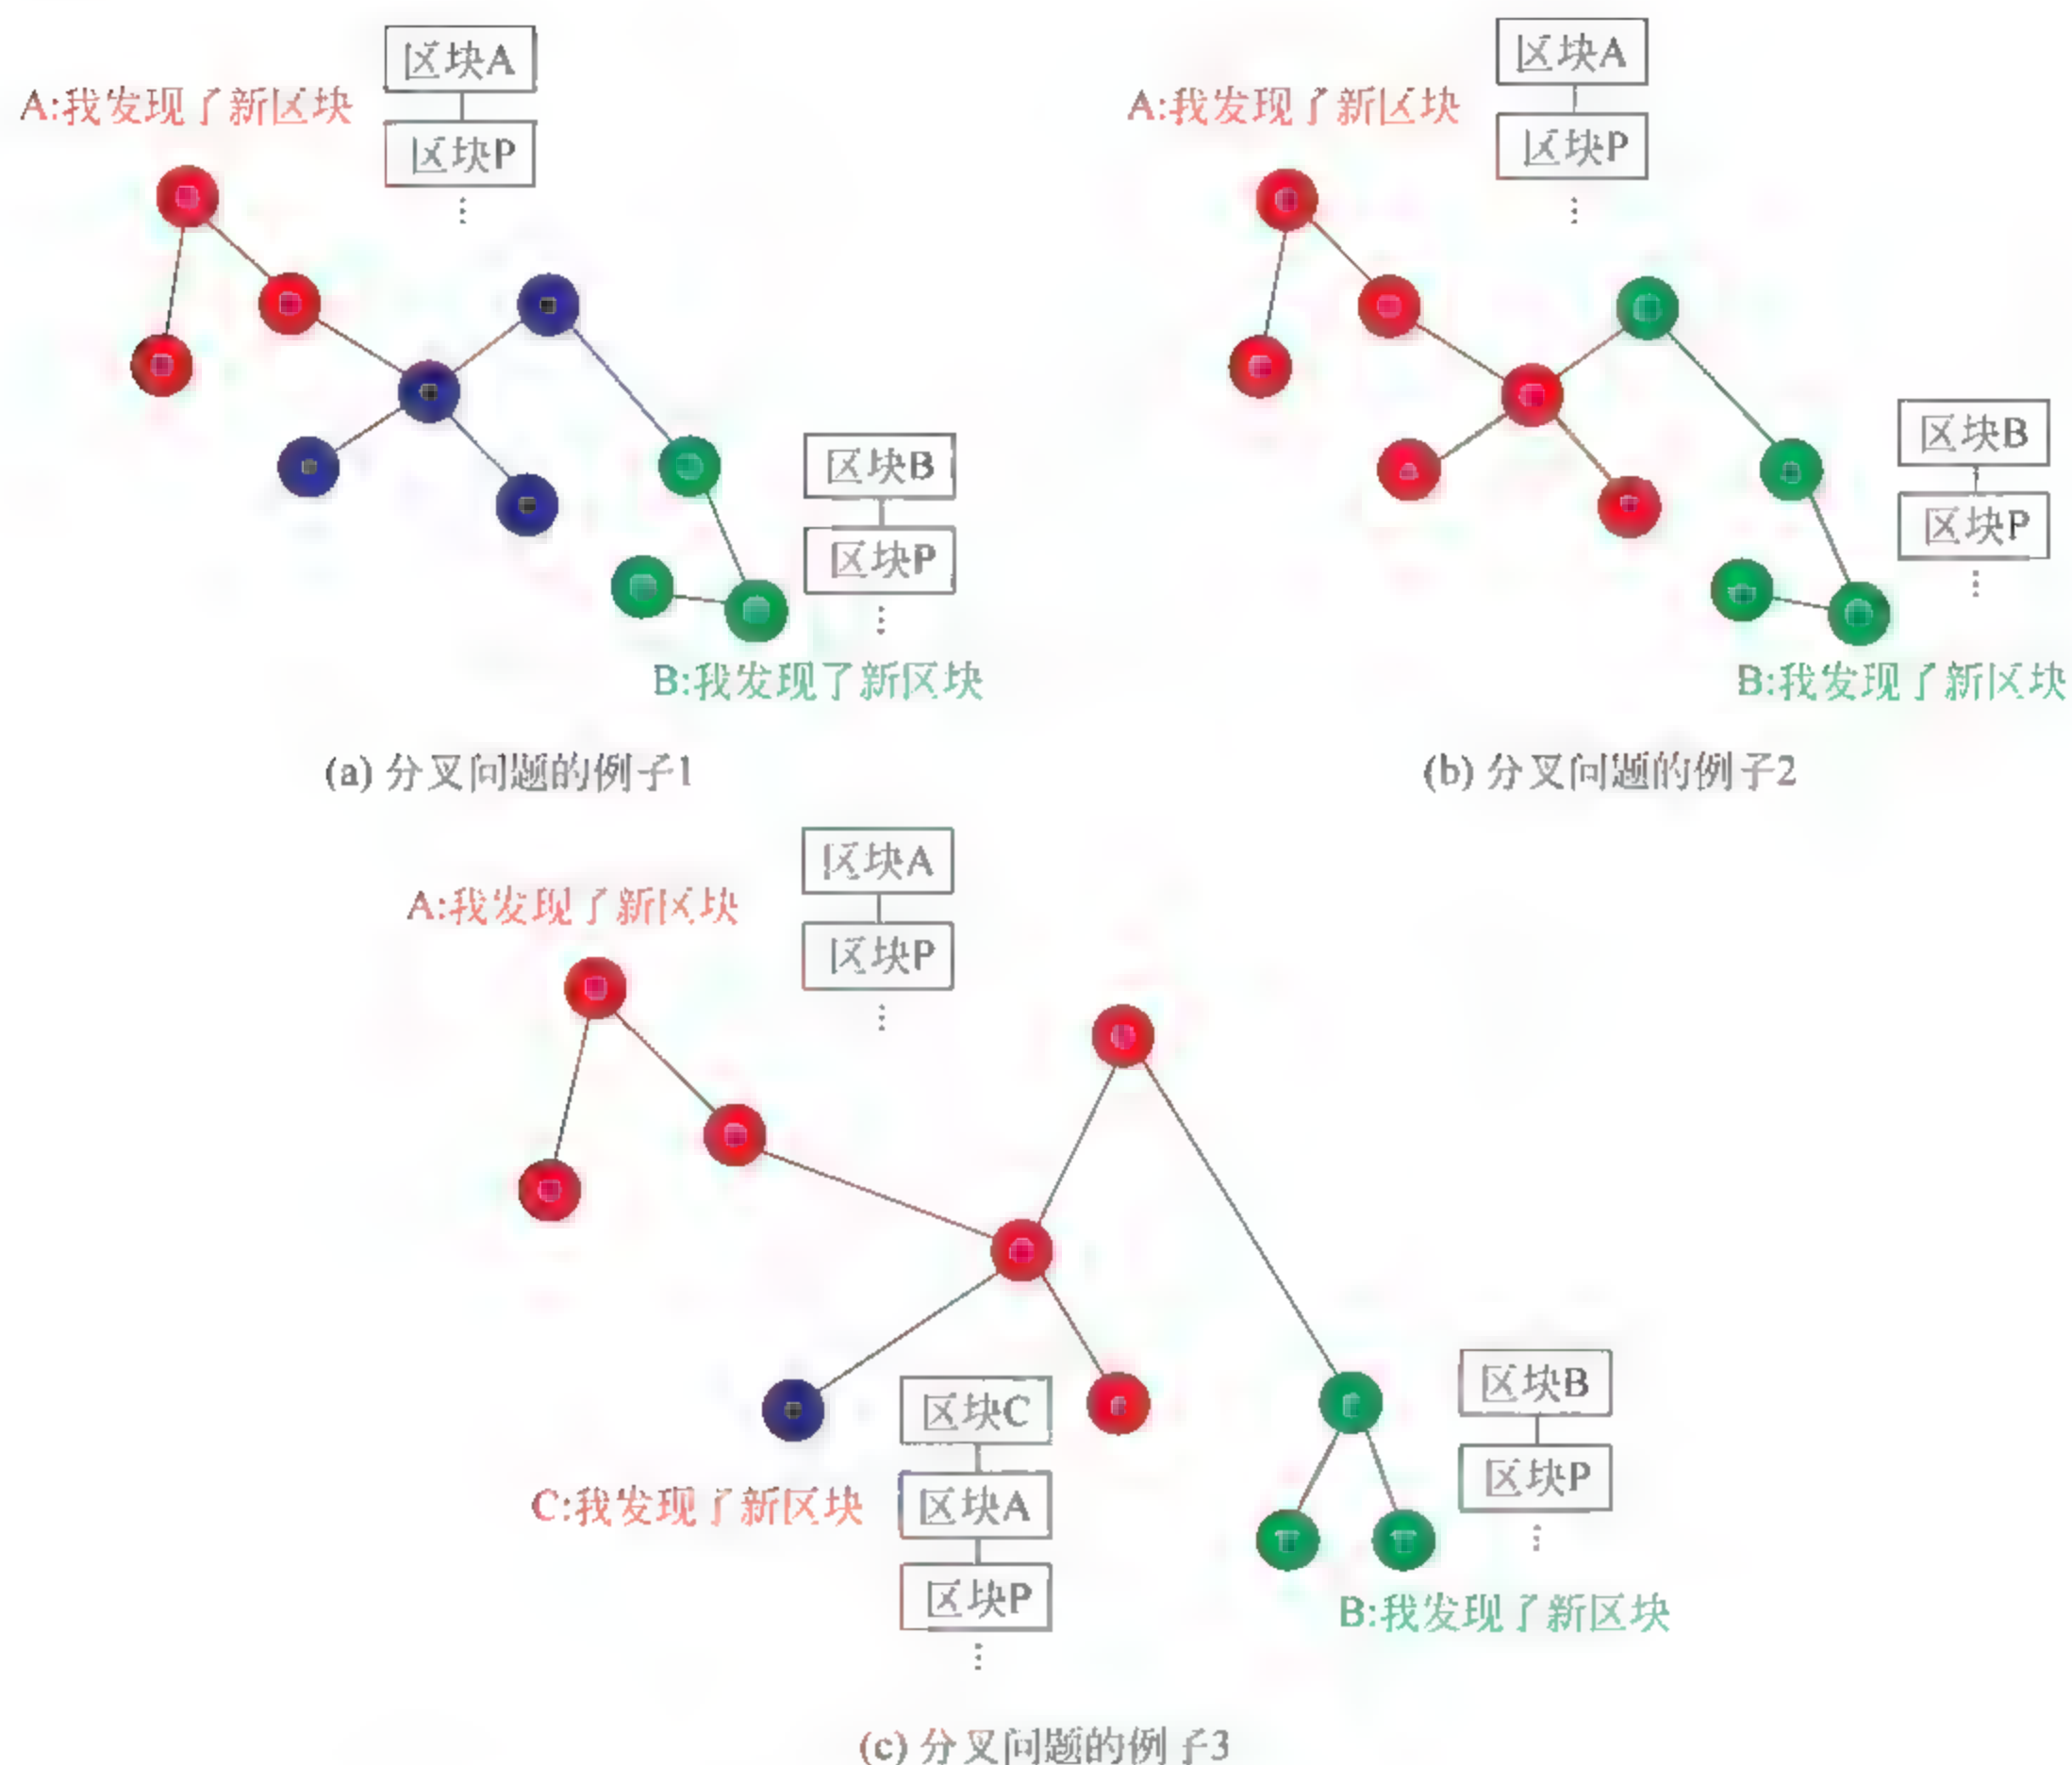 区块A
A:我发现了新区块
区块P
⋮
区块B
区块P
⋮
B:我发现了新区块
(a) 分叉问题的例子1
区块A
A:我发现了新区块
区块P
⋮
区块B
区块P
⋮
B:我发现了新区块
(b) 分叉问题的例子2
区块A
A:我发现了新区块
区块P
⋮
区块B
区块P
⋮
B:我发现了新区块
区块C
C:我发现了新区块
区块A
区块P
⋮
(c) 分叉问题的例子3